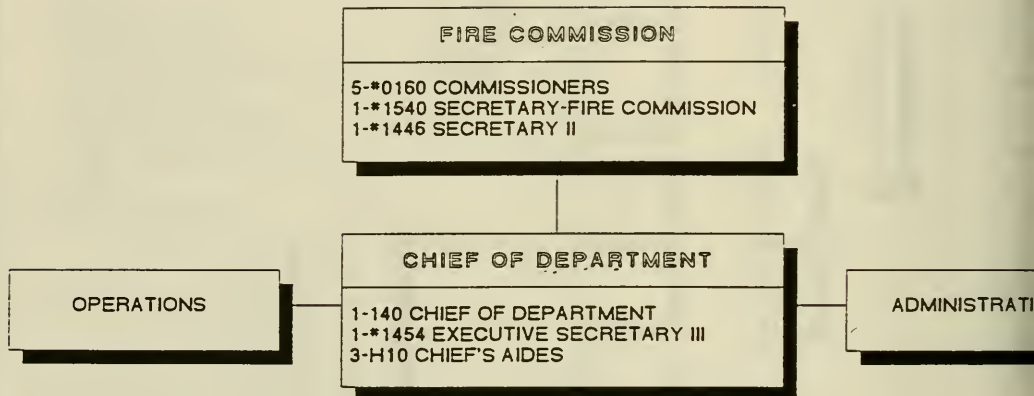 FIRE COMMISSION
5-*0160 COMMISSIONERS
1-*1540 SECRETARY-FIRE COMMISSION
1-*1446 SECRETARY II
CHIEF OF DEPARTMENT
1-140 CHIEF OF DEPARTMENT
1-*1454 EXECUTIVE SECRETARY III
3-H10 CHIEF'S AIDES
OPERATIONS
ADMINISTRATI